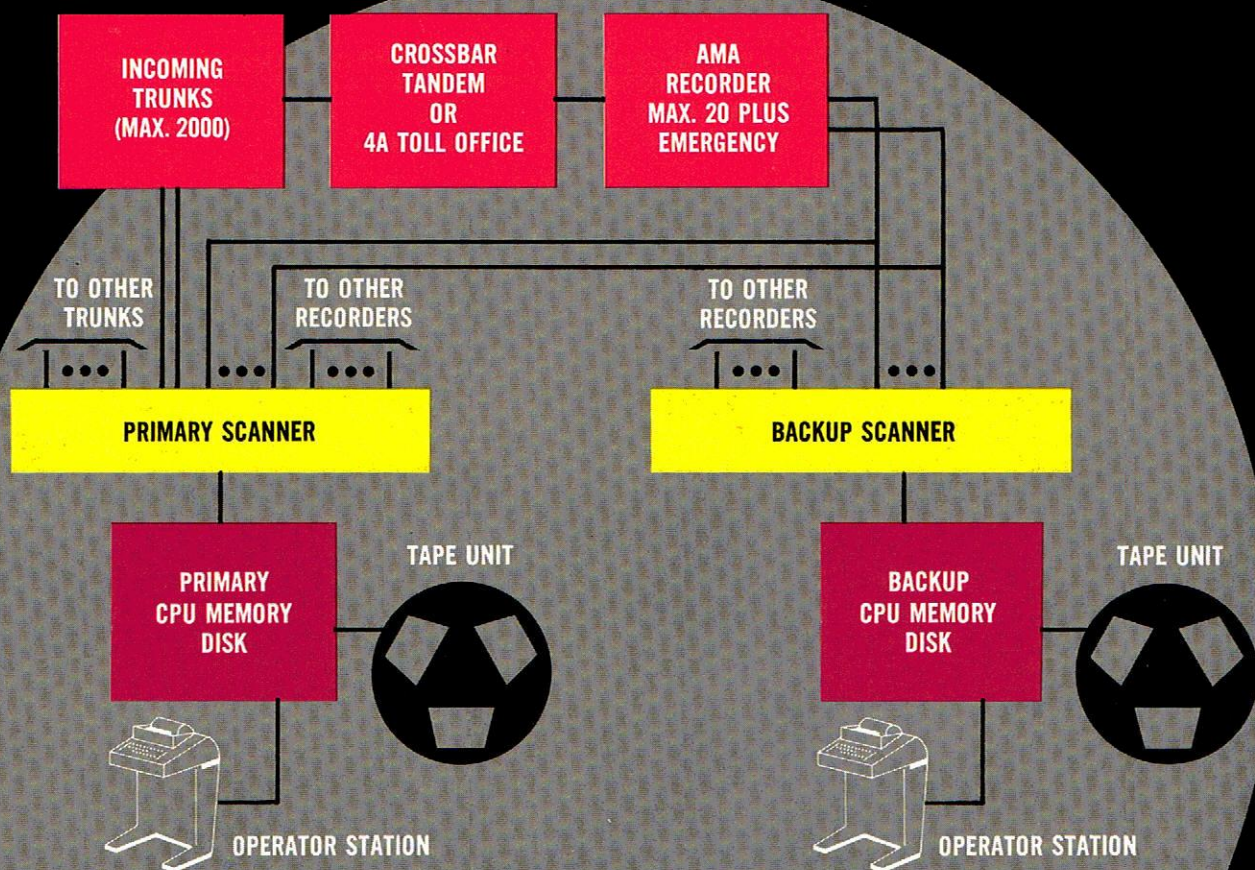 INCOMING
TRUNKS
(MAX. 2000)
CROSSBAR
TANDEM
OR
4A TOLL OFFICE
AMA
RECORDER
MAX. 20 PLUS
EMERGENCY
TO OTHER
TRUNKS
TO OTHER
RECORDERS
TO OTHER
RECORDERS
PRIMARY SCANNER
BACKUP SCANNER
PRIMARY
CPU MEMORY
DISK
TAPE UNIT
BACKUP
CPU MEMORY
DISK
TAPE UNIT
OPERATOR STATION
OPERATOR STATION